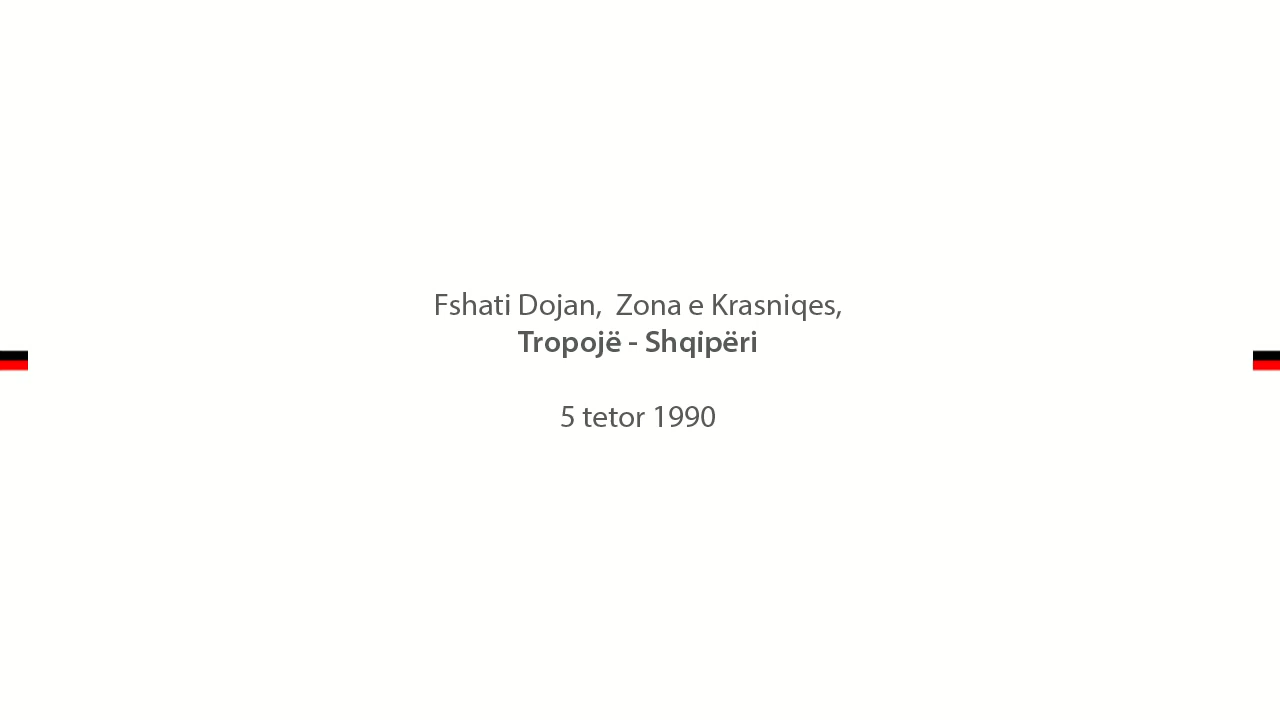 Fshati Dojan,  Zona e Krasniqes,
Tropojë - Shqipëri
5 tetor 1990